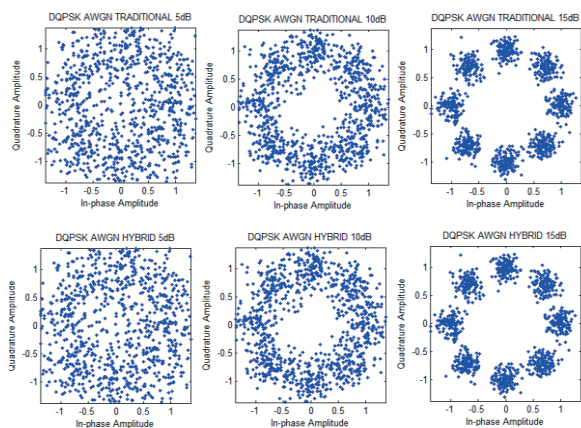 DQPSK AWGN TRADITIONAL 5dB
Quadrature Amplitude
1
0.5
0
-0.5
-1
-1 -0.5 0 0.5 1
In-phase Amplitude
DQPSK AWGN TRADITIONAL 10dB
Quadrature Amplitude
1
0.5
0
-0.5
-1
-1 -0.5 0 0.5 1
In-phase Amplitude
DQPSK AWGN TRADITIONAL 15dB
Quadrature Amplitude
1
0.5
0
-0.5
-1
-1 -0.5 0 0.5 1
In-phase Amplitude
DQPSK AWGN HYBRID 5dB
Quadrature Amplitude
1
0.5
0
-0.5
-1
-1 -0.5 0 0.5 1
In-phase Amplitude
DQPSK AWGN HYBRID 10dB
Quadrature Amplitude
1
0.5
0
-0.5
-1
-1 -0.5 0 0.5 1
In-phase Amplitude
DQPSK AWGN HYBRID 15dB
Quadrature Amplitude
1
0.5
0
-0.5
-1
-1 -0.5 0 0.5 1
In-phase Amplitude